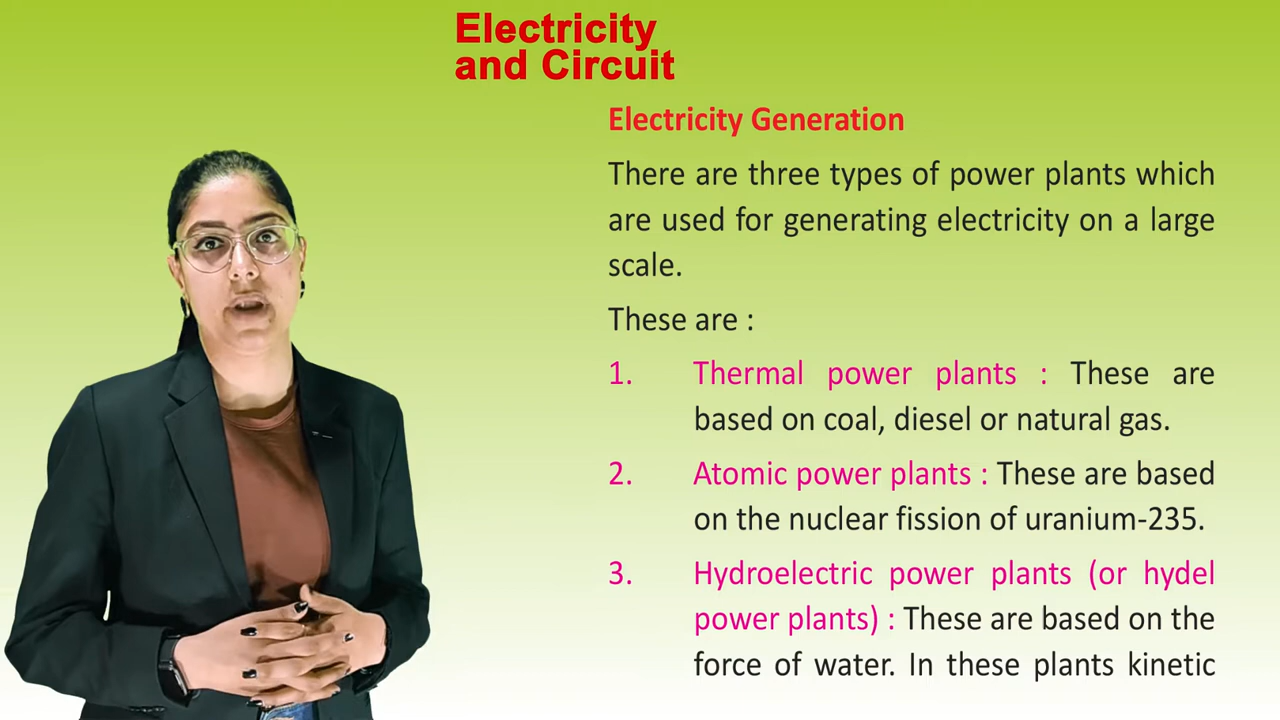 Electricity
and Circuit
Electricity Generation
There are three types of power plants which
are used for generating electricity on a large
scale.
These are :
1. Thermal power plants : These are
based on coal, diesel or natural gas.
2. Atomic power plants : These are based
on the nuclear fission of uranium-235.
3. Hydroelectric power plants (or hydel
power plants) : These are based on the
force of water. In these plants kinetic